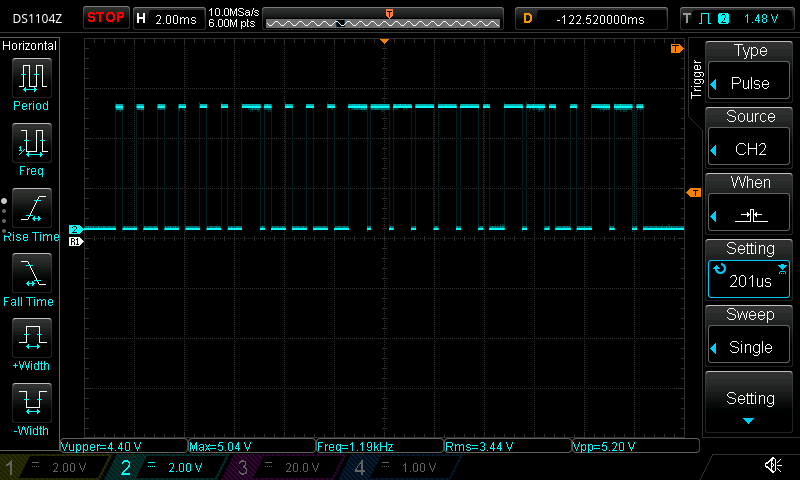 DS1104Z STOP H 2.00ms 10.0MSa/s 6.00M pts T D -122.520000ms T 2 1.48 V
Horizontal
Period
Freq
Rise Time
Fall Time
+Width
-Width
T
T
2
R1
Trigger
Type
Pulse
Source
CH2
When
Setting
201us
Sweep
Single
Setting
Vupper=4.40 V Max=5.04 V Freq=1.19kHz Rms=3.44 V Vpp=5.20 V
1 2.00 V 2 2.00 V 3 20.0 V 4 1.00 V